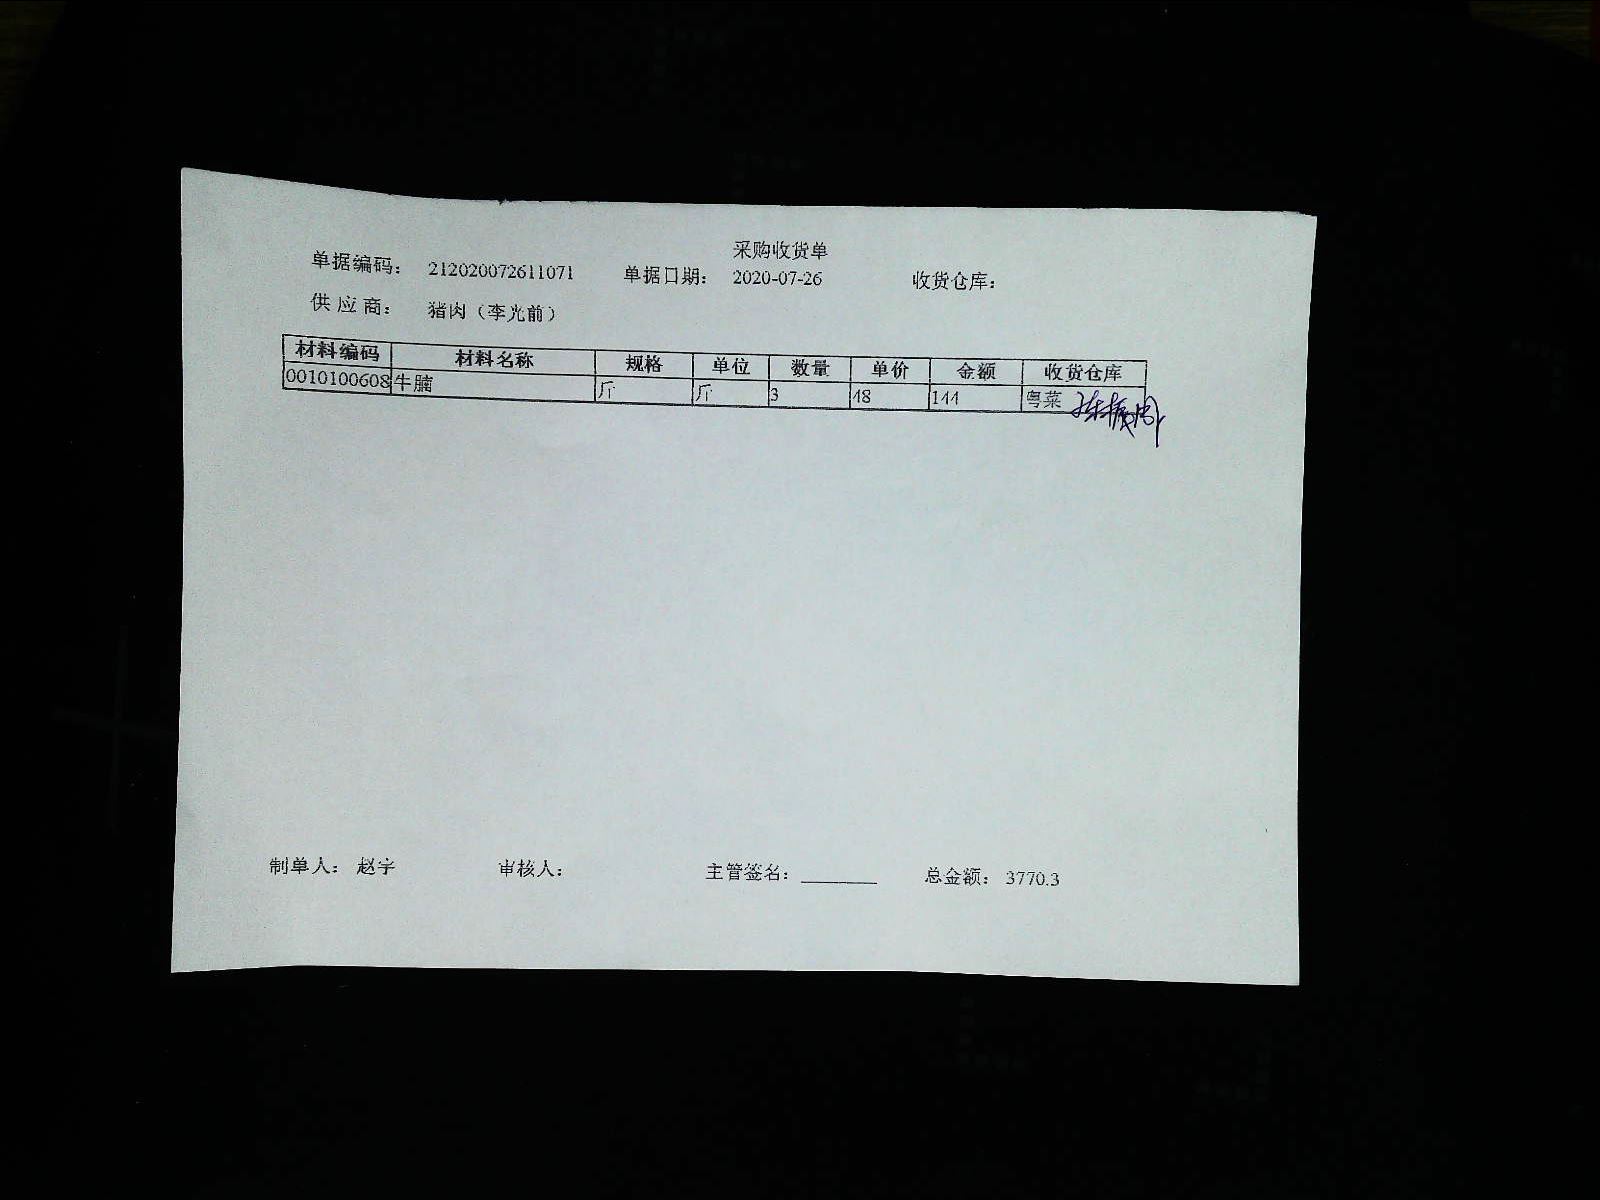 采购收货单
单据编码： 212020072611071 单据日期： 2020-07-26 收货仓库：
供应商： 猪肉（李光前）
材料编码 材料名称 规格 单位 数量 单价 金额 收货仓库
0010100608 牛腩 斤 斤 3 48 144 粤菜
制单人： 赵宇 审核人： 主管签名：________ 总金额： 3770.3